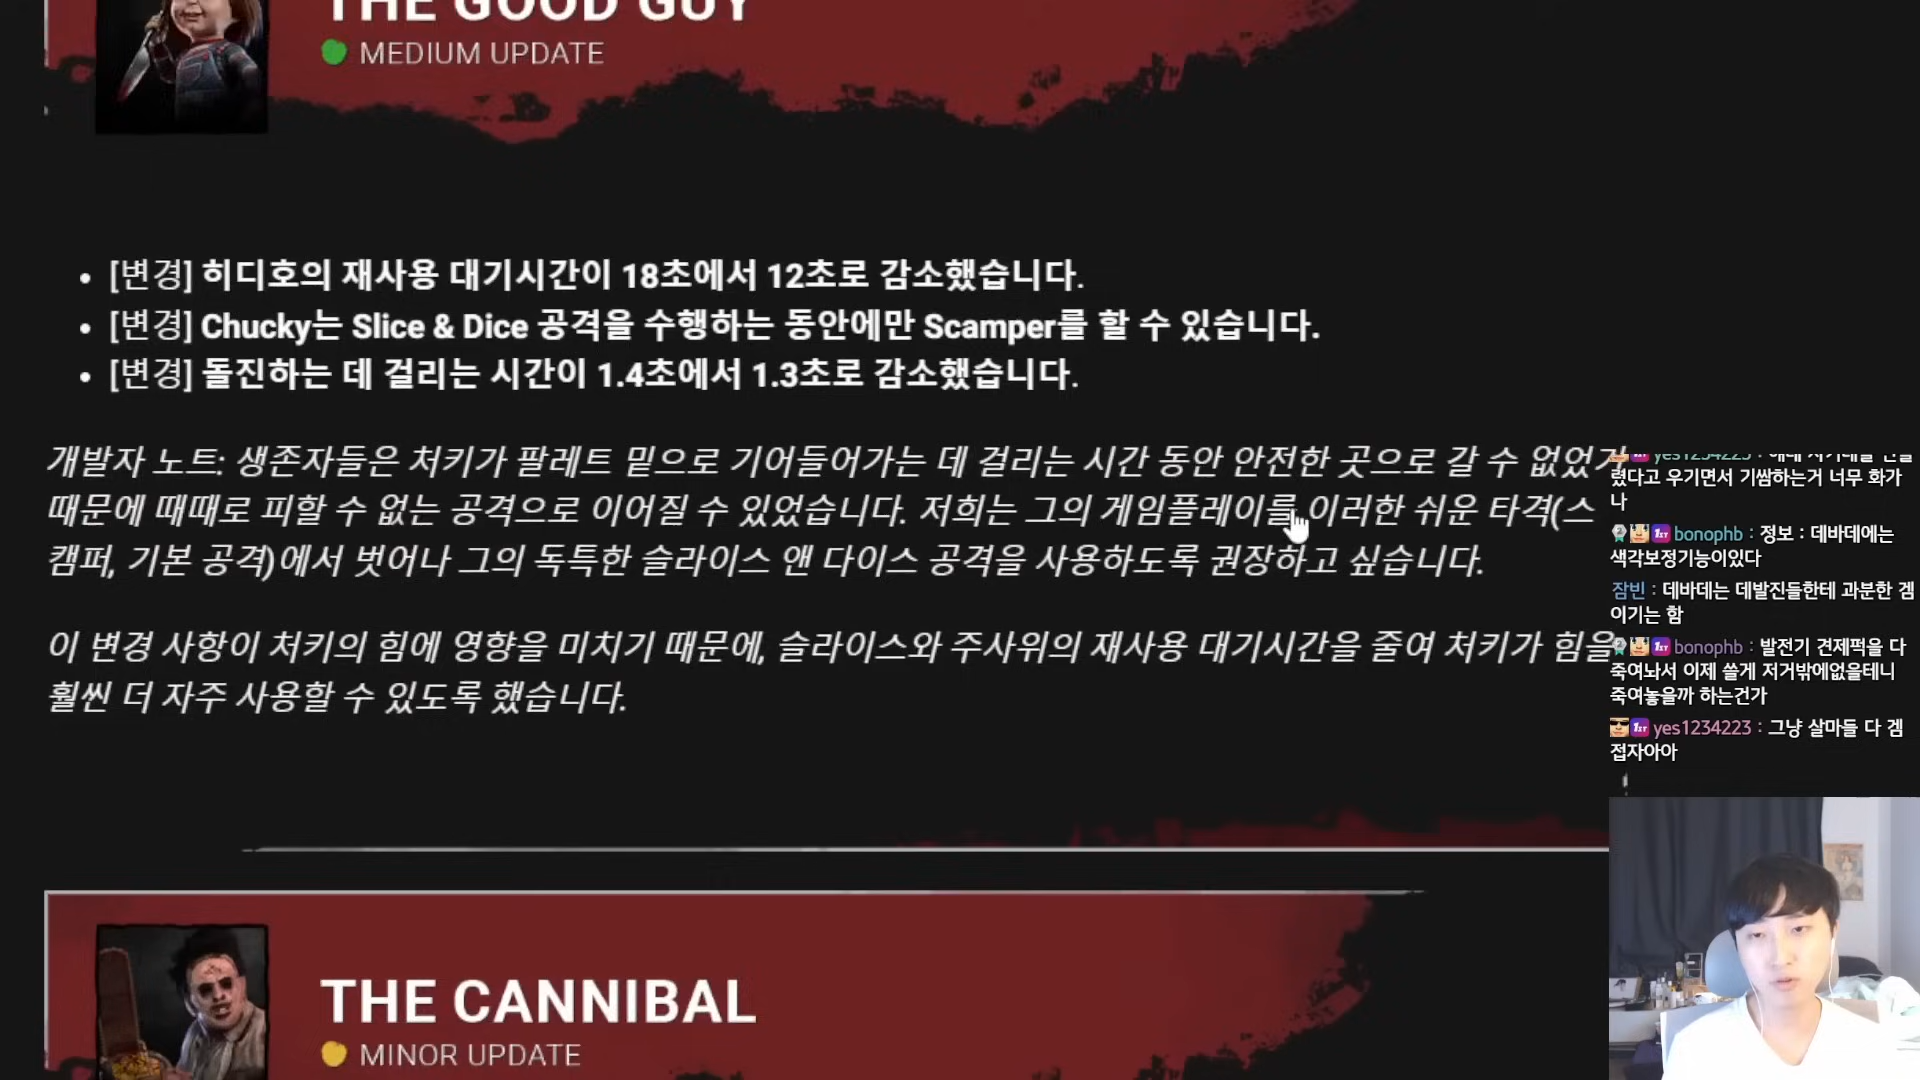 THE GOOD GUY
MEDIUM UPDATE
• [변경] 히디호의 재사용 대기시간이 18초에서 12초로 감소했습니다.
• [변경] Chucky는 Slice & Dice 공격을 수행하는 동안에만 Scamper를 할 수 있습니다.
• [변경] 돌진하는 데 걸리는 시간이 1.4초에서 1.3초로 감소했습니다.
개발자 노트: 생존자들은 처키가 팔레트 밑으로 기어들어가는 데 걸리는 시간 동안 안전한 곳으로 갈 수 없었기
때문에 때때로 피할 수 없는 공격으로 이어질 수 있었습니다. 저희는 그의 게임플레이를 이러한 쉬운 타격(스
캠퍼, 기본 공격)에서 벗어나 그의 독특한 슬라이스 앤 다이스 공격을 사용하도록 권장하고 싶습니다.
이 변경 사항이 처키의 힘에 영향을 미치기 때문에, 슬라이스와 주사위의 재사용 대기시간을 줄여 처키가 힘을
훨씬 더 자주 사용할 수 있도록 했습니다.
THE CANNIBAL
MINOR UPDATE
yes1234223 :
렸다고 우기면서 기쌈하는거 너무 화가
나
bonophb : 정보 : 데바데에는
색각보정기능이있다
잠빈 : 데바데는 데발진들한테 과분한 겜
이기는 함
bonophb : 발전기 견제퍽을 다
죽여놔서 이제 쓸게 저거밖에없을테니
죽여놓을까 하는건가
yes1234223 : 그냥 살마들 다 겜
접자아아